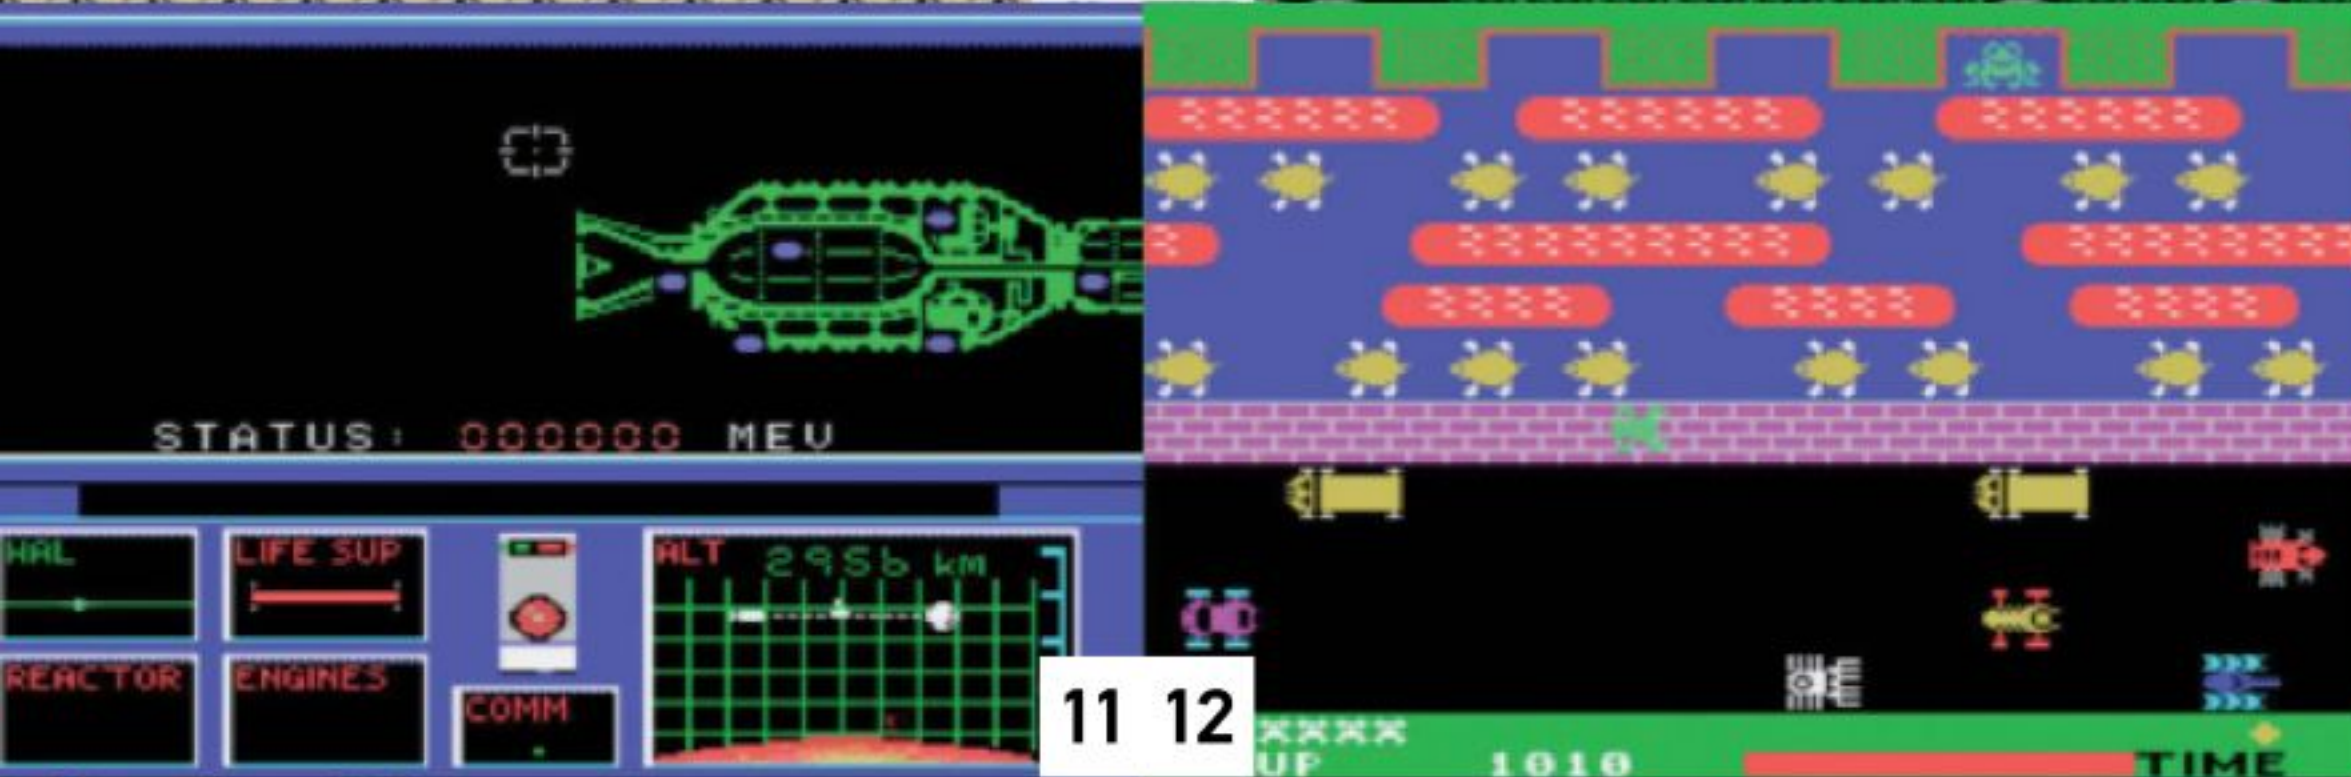 STATUS: 000000 MEV
HAL
LIFE SUP
ALT 2956 km
REACTOR
ENGINES
COMM
11 12
UP 1010 TIME